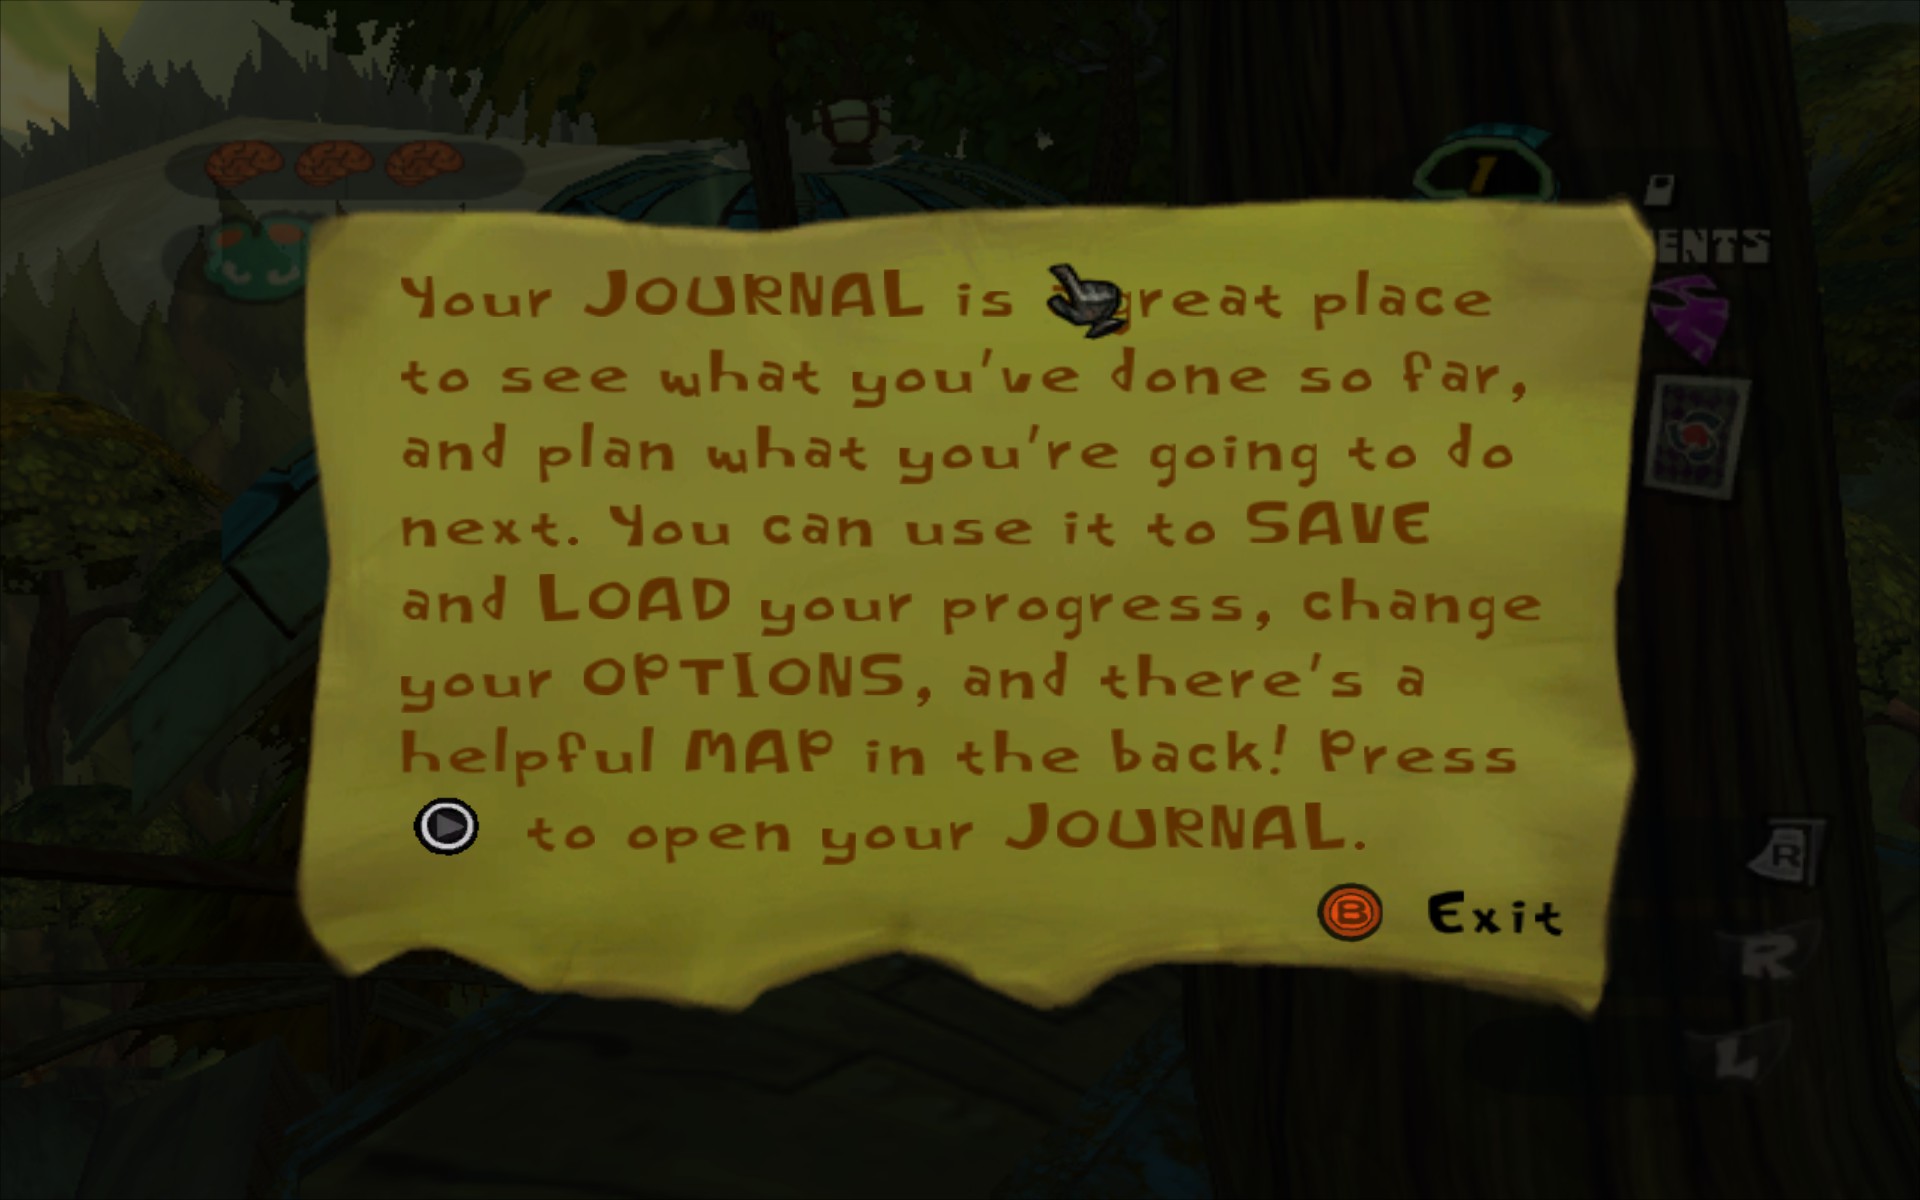 1
ENTS
Your JOURNAL is great place
to see what you've done so far,
and plan what you're going to do
next. You can use it to SAVE
and LOAD your progress, change
your OPTIONS, and there's a
helpful MAP in the back! Press
to open your JOURNAL.
B Exit
R
R
L